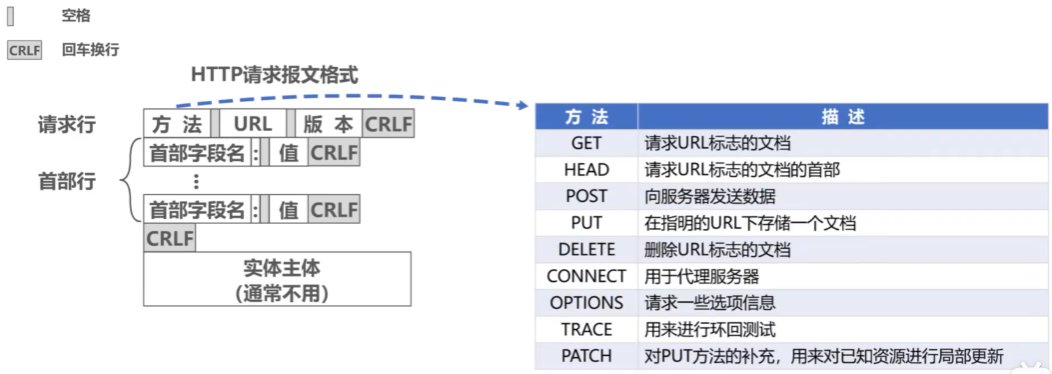 空格
CRLF 回车换行
HTTP请求报文格式
请求行 方 法 URL 版 本 CRLF
首部字段名 : 值 CRLF
首部行 ⋮
首部字段名 : 值 CRLF
CRLF
实体主体
(通常不用)
方 法 描 述
GET 请求URL标志的文档
HEAD 请求URL标志的文档的首部
POST 向服务器发送数据
PUT 在指明的URL下存储一个文档
DELETE 删除URL标志的文档
CONNECT 用于代理服务器
OPTIONS 请求一些选项信息
TRACE 用来进行环回测试
PATCH 对PUT方法的补充，用来对已知资源进行局部更新